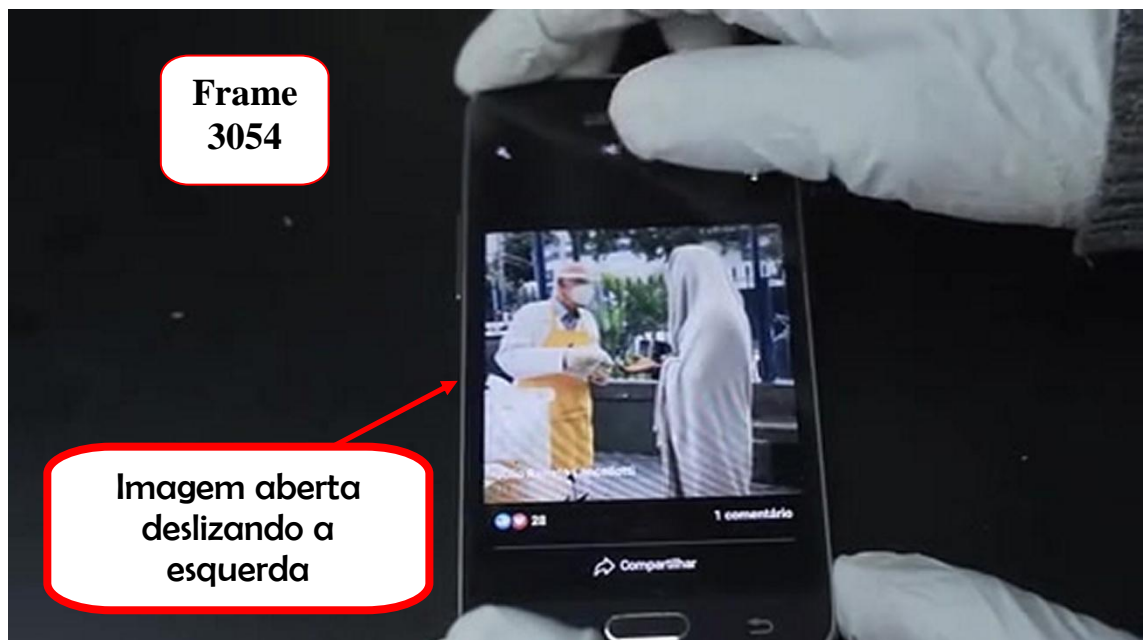 Frame
3054
Imagem aberta
deslizando a
esquerda
28
1 comentário
Compartilhar